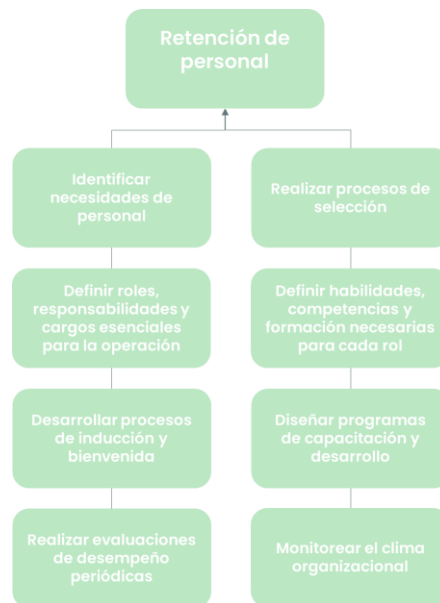 Retención de
personal
Identificar
necesidades de
personal
Realizar procesos de
selección
Definir roles,
responsabilidades y
cargos esenciales
para la operación
Definir habilidades,
competencias y
formación necesarias
para cada rol
Desarrollar procesos
de inducción y
bienvenida
Diseñar programas
de capacitación y
desarrollo
Realizar evaluaciones
de desempeño
periódicas
Monitorear el clima
organizacional